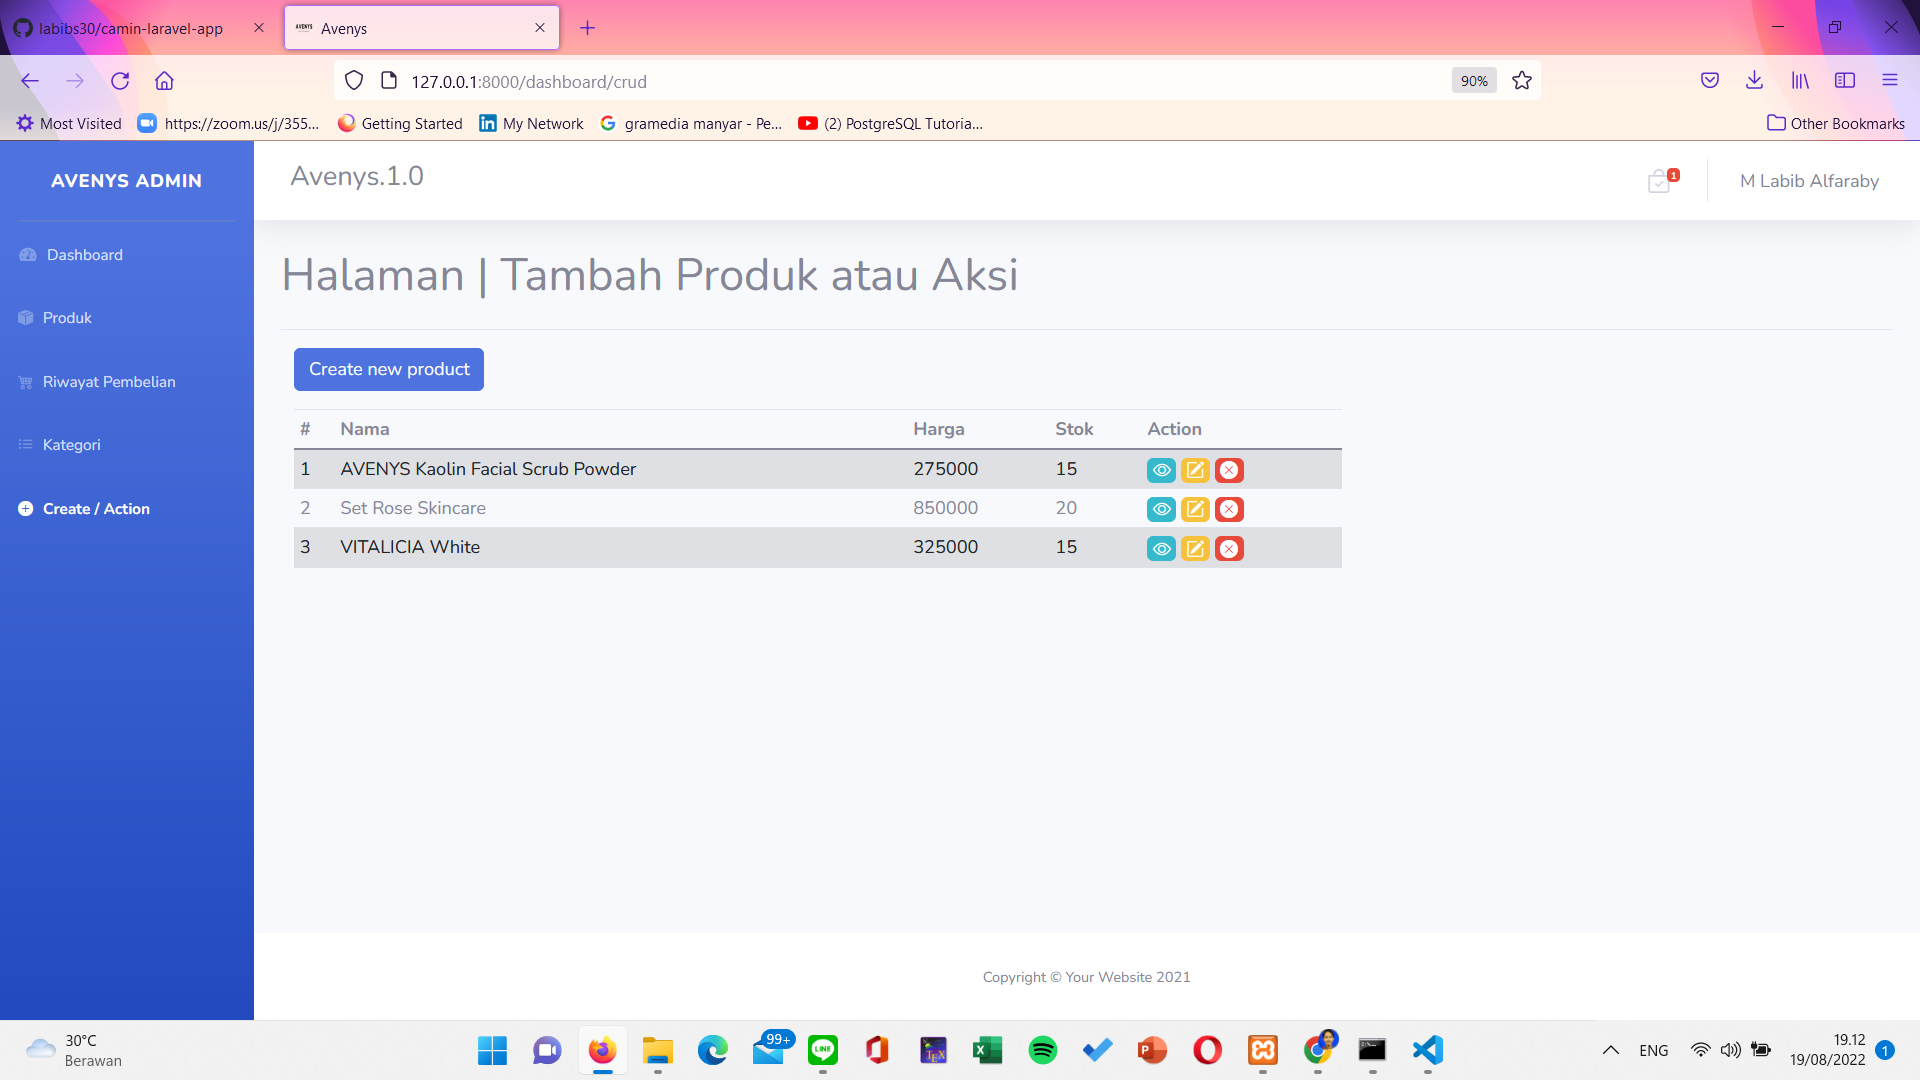 labibs30/camin-laravel-app
AVENYS Avenys
127.0.0.1:8000/dashboard/crud
90%
Most Visited
https://zoom.us/j/355...
Getting Started
My Network
gramedia manyar - Pe...
(2) PostgreSQL Tutoria...
Other Bookmarks
AVENYS ADMIN
Avenys.1.0
1
M Labib Alfaraby
Dashboard
Produk
Riwayat Pembelian
Kategori
Create / Action
Halaman | Tambah Produk atau Aksi
Create new product
# Nama Harga Stok Action
1 AVENYS Kaolin Facial Scrub Powder 275000 15
2 Set Rose Skincare 850000 20
3 VITALICIA White 325000 15
Copyright © Your Website 2021
30°C
Berawan
99+
LINE
TEX
ENG
19.12
19/08/2022
1